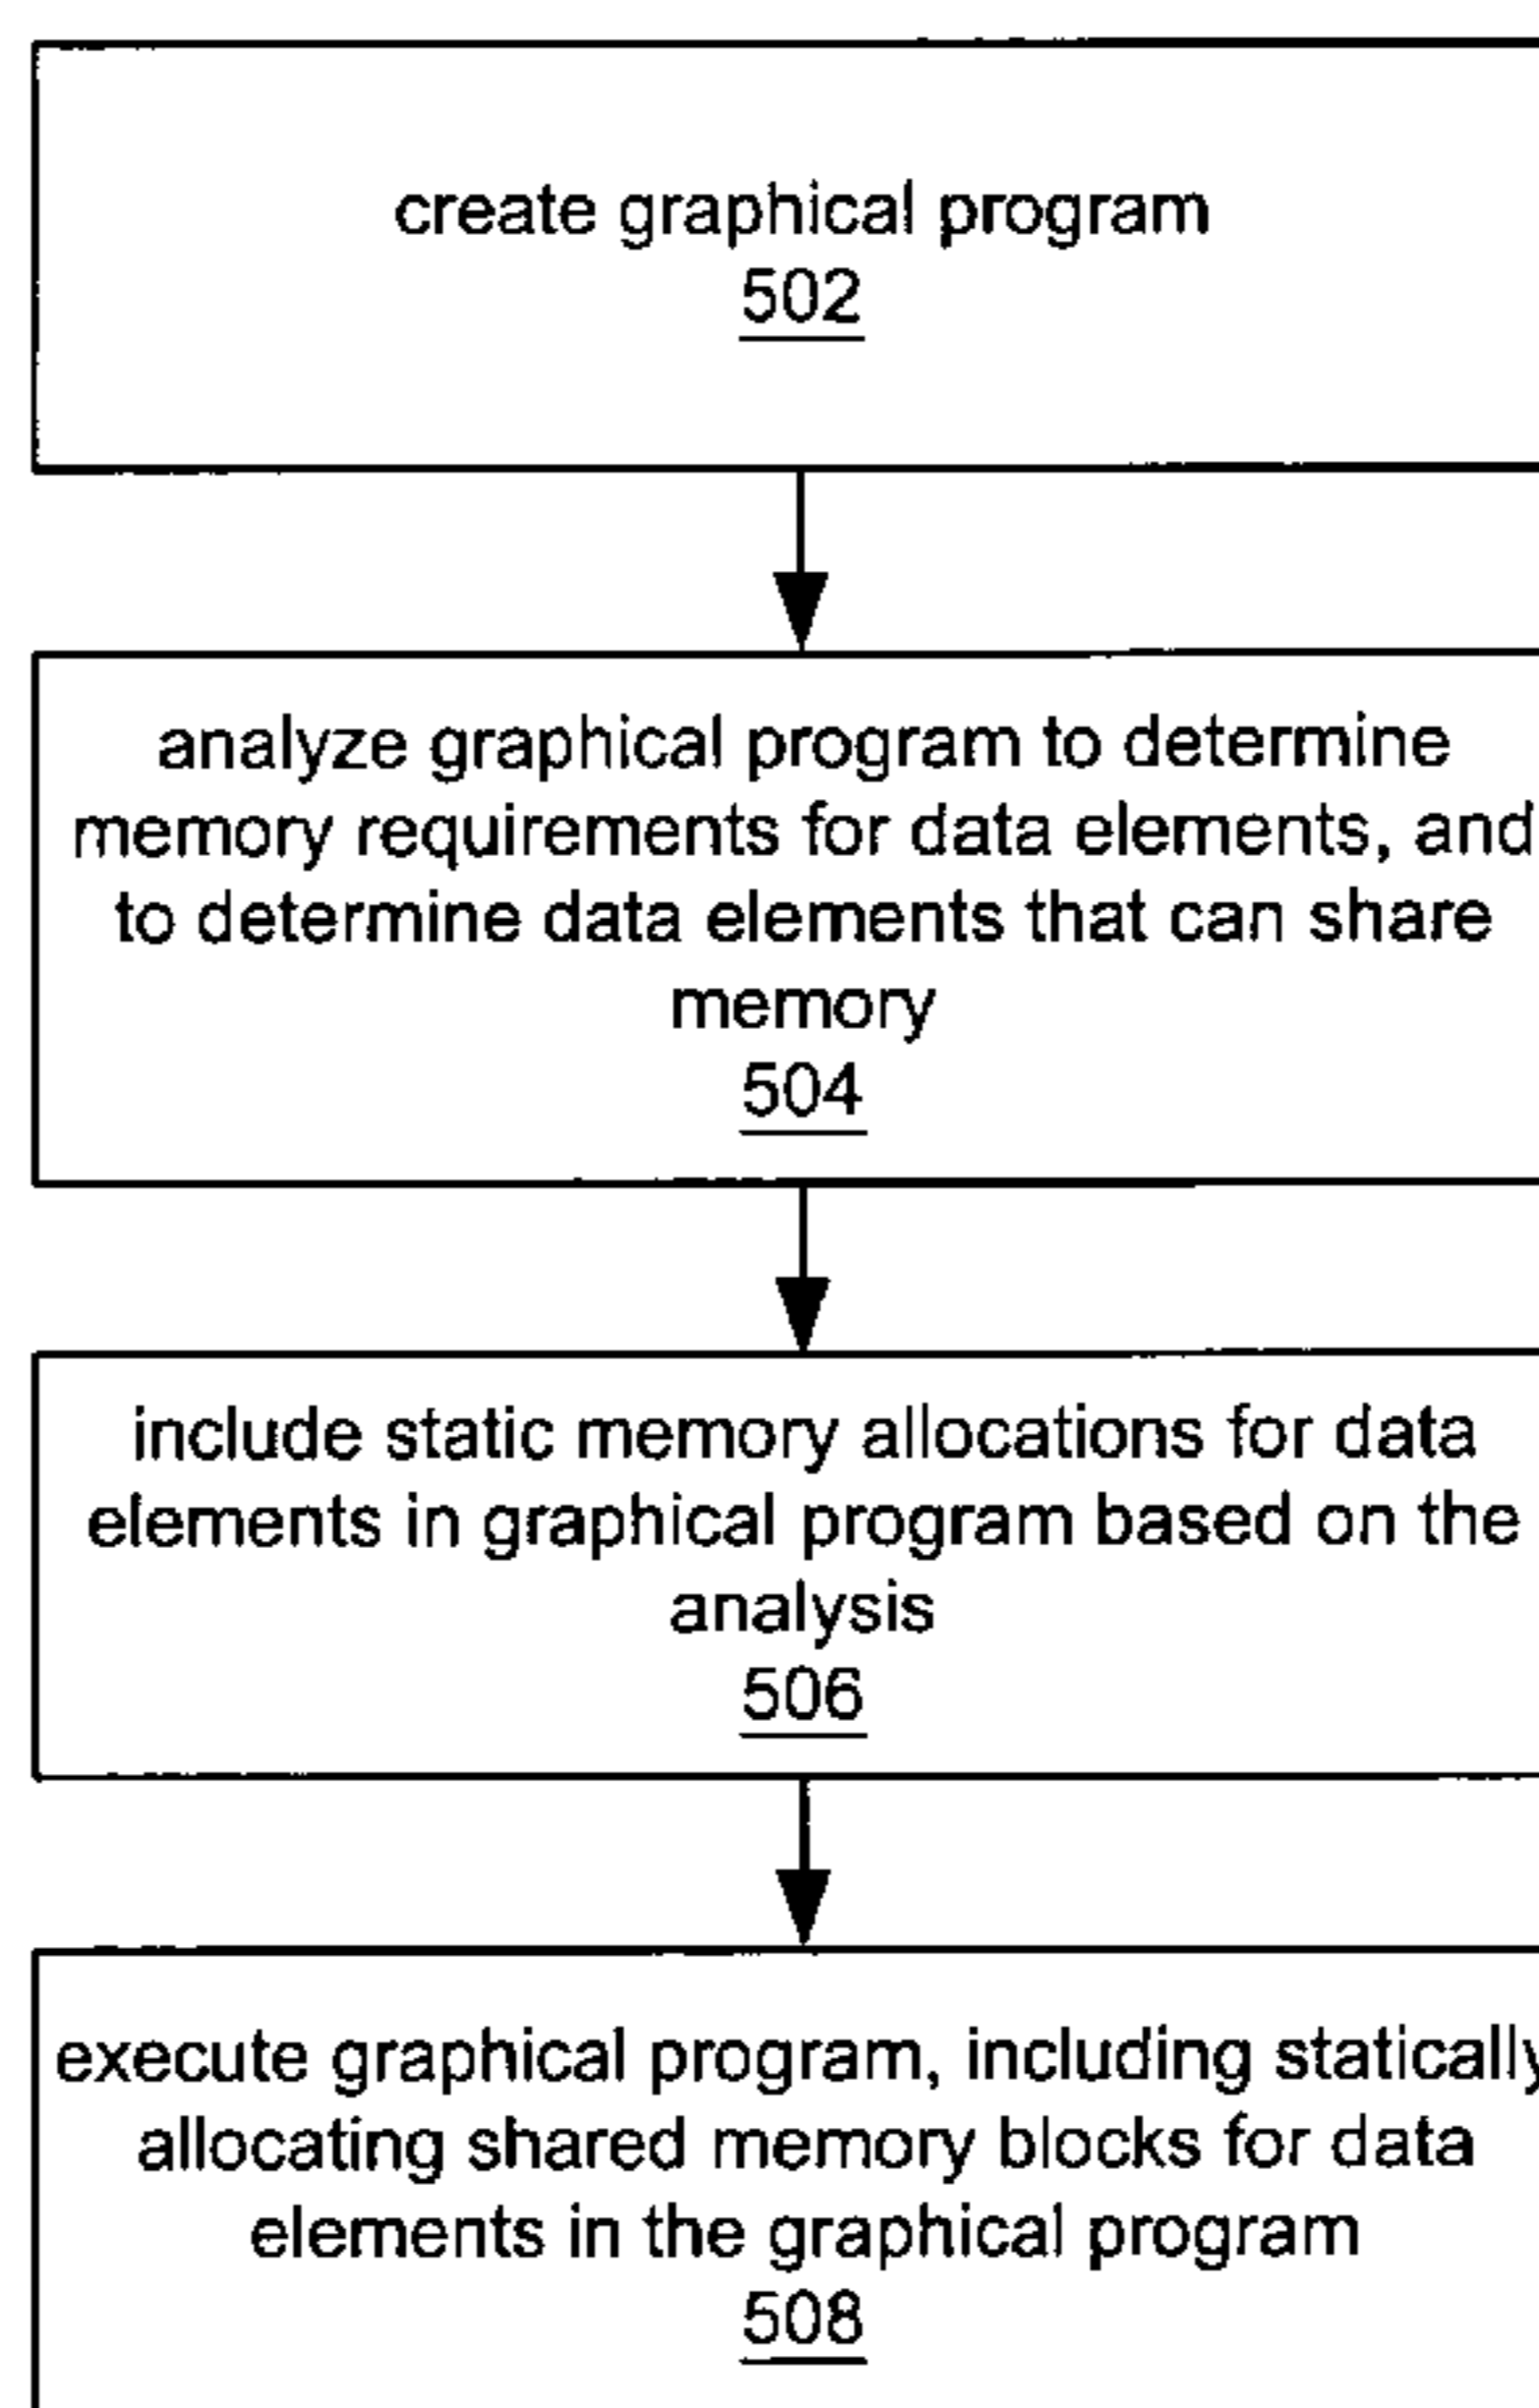 create graphical program
502
analyze graphical program to determine
memory requirements for data elements, and
to determine data elements that can share
memory
504
include static memory allocations for data
elements in graphical program based on the
analysis
506
execute graphical program, including statically
allocating shared memory blocks for data
elements in the graphical program
508